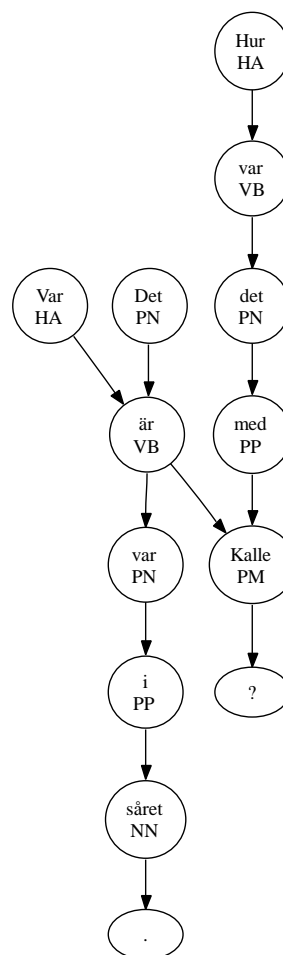 Hur
HA
var
VB
Var
HA
Det
PN
det
PN
är
VB
med
PP
var
PN
Kalle
PM
i
PP
?
såret
NN
.